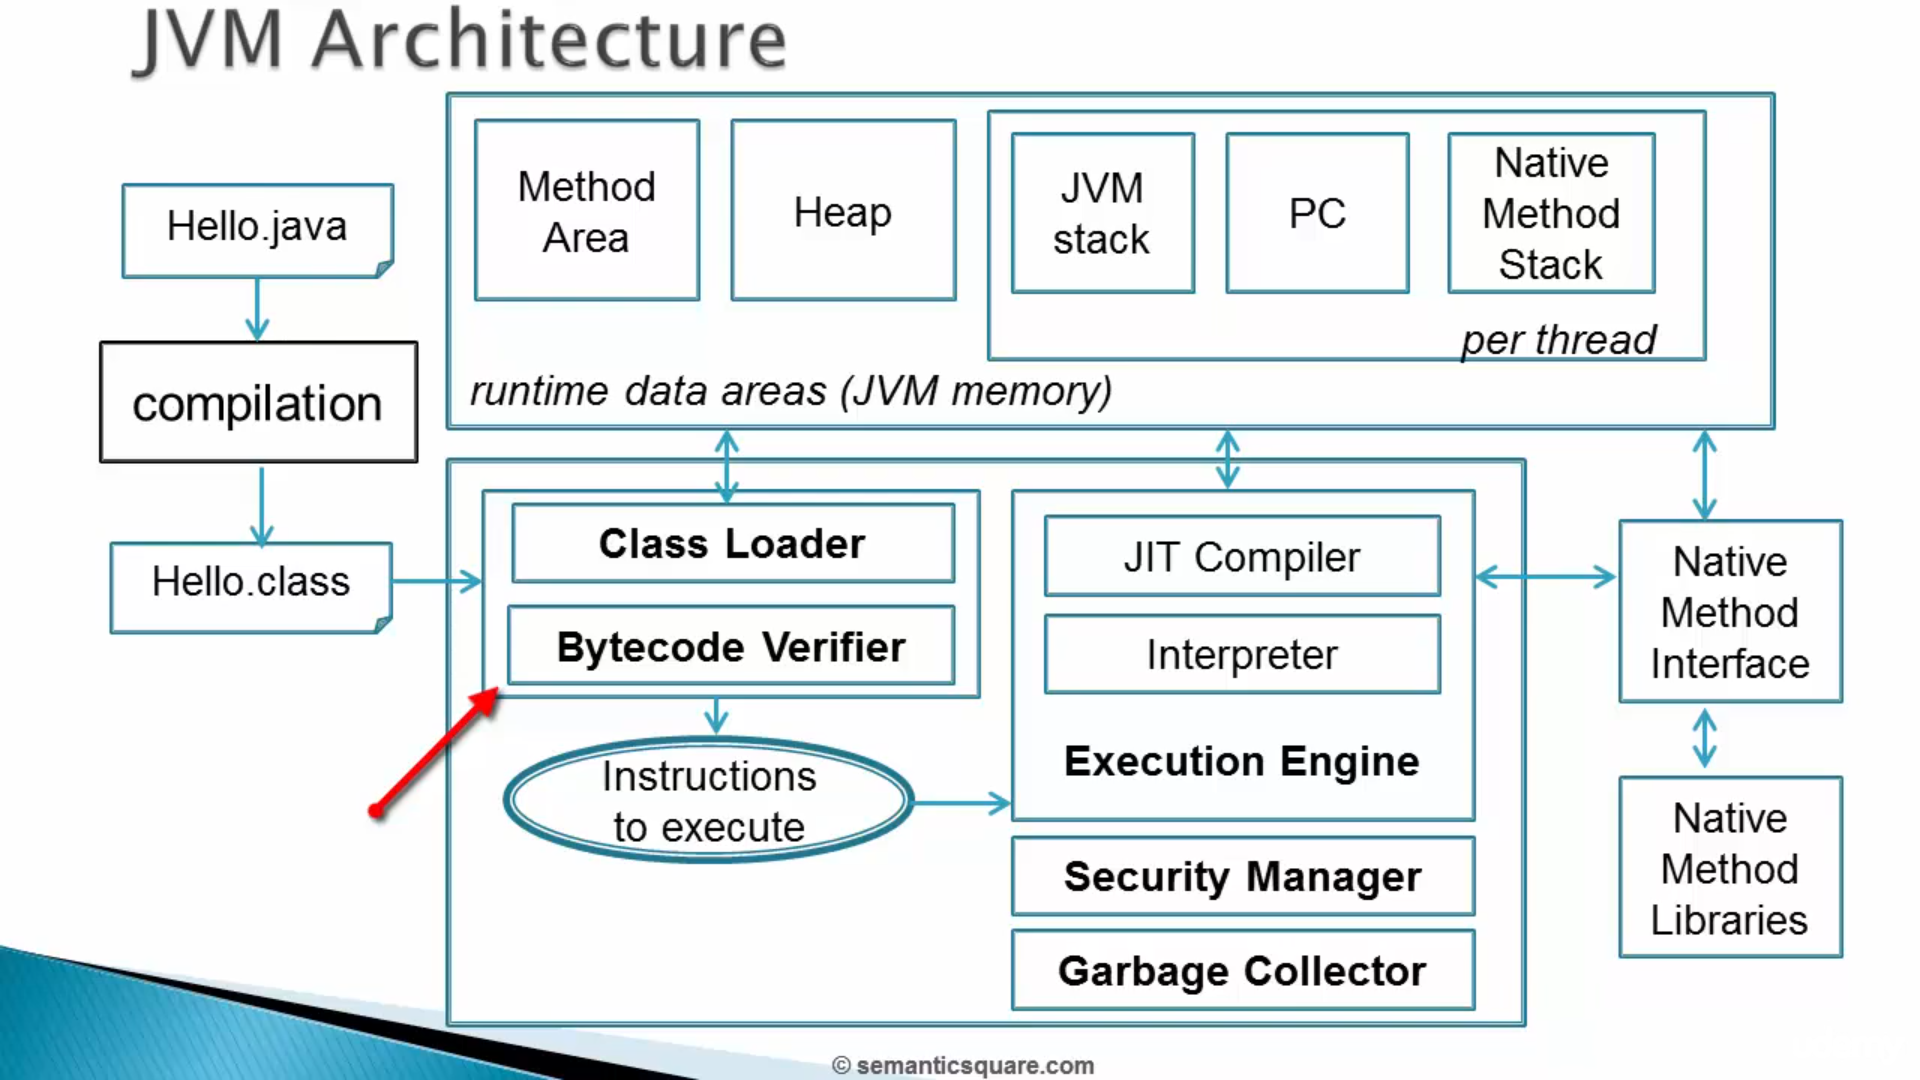 JVM Architecture
Hello.java
compilation
Hello.class
Method
Area
Heap
JVM
stack
PC
Native
Method
Stack
per thread
runtime data areas (JVM memory)
Class Loader
Bytecode Verifier
Instructions
to execute
JIT Compiler
Interpreter
Execution Engine
Security Manager
Garbage Collector
Native
Method
Interface
Native
Method
Libraries
© semanticsquare.com